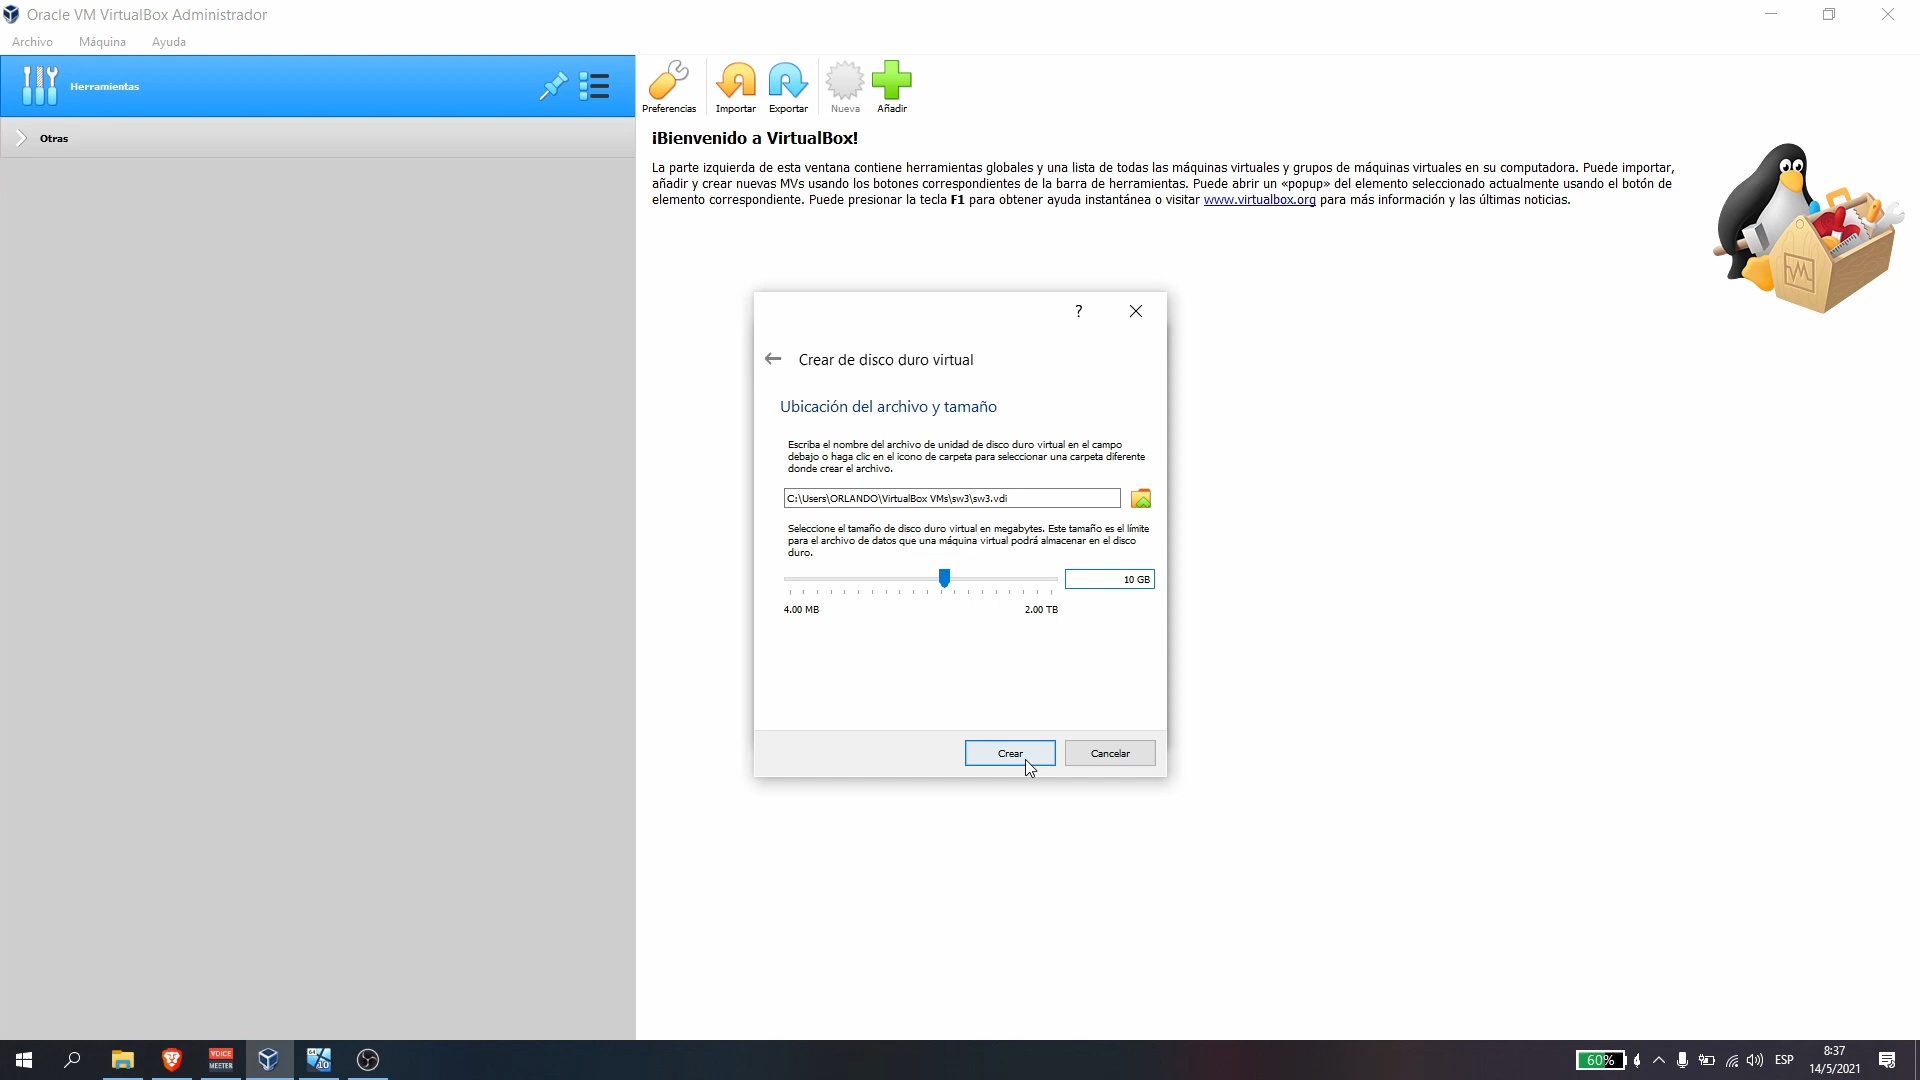 Oracle VM VirtualBox Administrador
Archivo Máquina Ayuda
Herramientas
Otras
Preferencias Importar Exportar Nueva Añadir
¡Bienvenido a VirtualBox!
La parte izquierda de esta ventana contiene herramientas globales y una lista de todas las máquinas virtuales y grupos de máquinas virtuales en su computadora. Puede importar,
añadir y crear nuevas MVs usando los botones correspondientes de la barra de herramientas. Puede abrir un «popup» del elemento seleccionado actualmente usando el botón de
elemento correspondiente. Puede presionar la tecla F1 para obtener ayuda instantánea o visitar www.virtualbox.org para más información y las últimas noticias.
?
Crear de disco duro virtual
Ubicación del archivo y tamaño
Escriba el nombre del archivo de unidad de disco duro virtual en el campo
debajo o haga clic en el icono de carpeta para seleccionar una carpeta diferente
donde crear el archivo.
C:\Users\ORLANDO\VirtualBox VMs\sw3\sw3.vdi
Seleccione el tamaño de disco duro virtual en megabytes. Este tamaño es el límite
para el archivo de datos que una máquina virtual podrá almacenar en el disco
duro.
10 GB
4.00 MB 2.00 TB
Crear Cancelar
VOICE
MEETER
64
10
60%
ESP
8:37
14/5/2021